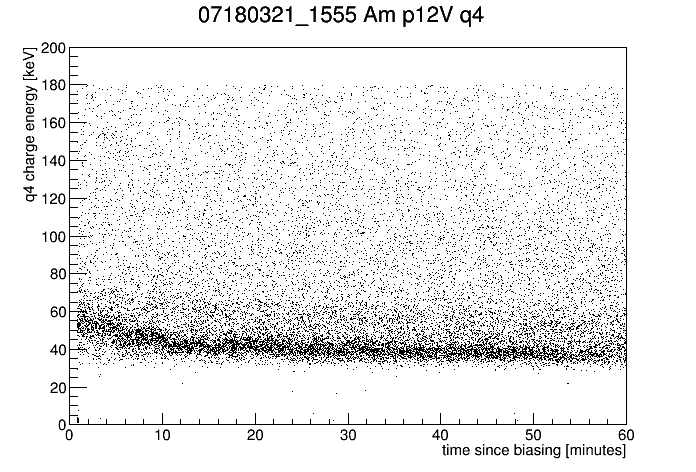 07180321_1555 Am p12V q4
q4 charge energy [keV]
200
180
160
140
120
100
80
60
40
20
0
0 10 20 30 40 50 60
time since biasing [minutes]